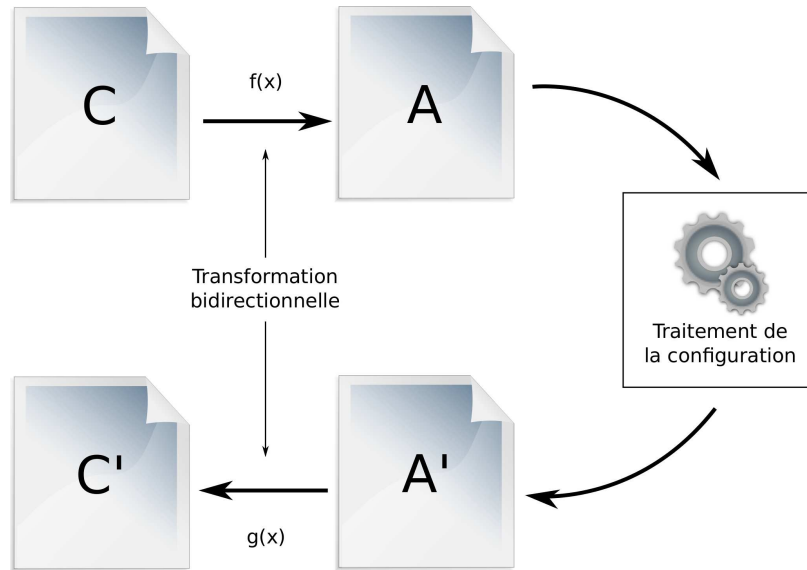 C
f(x)
A
Transformation
bidirectionnelle
Traitement de
la configuration
C'
g(x)
A'